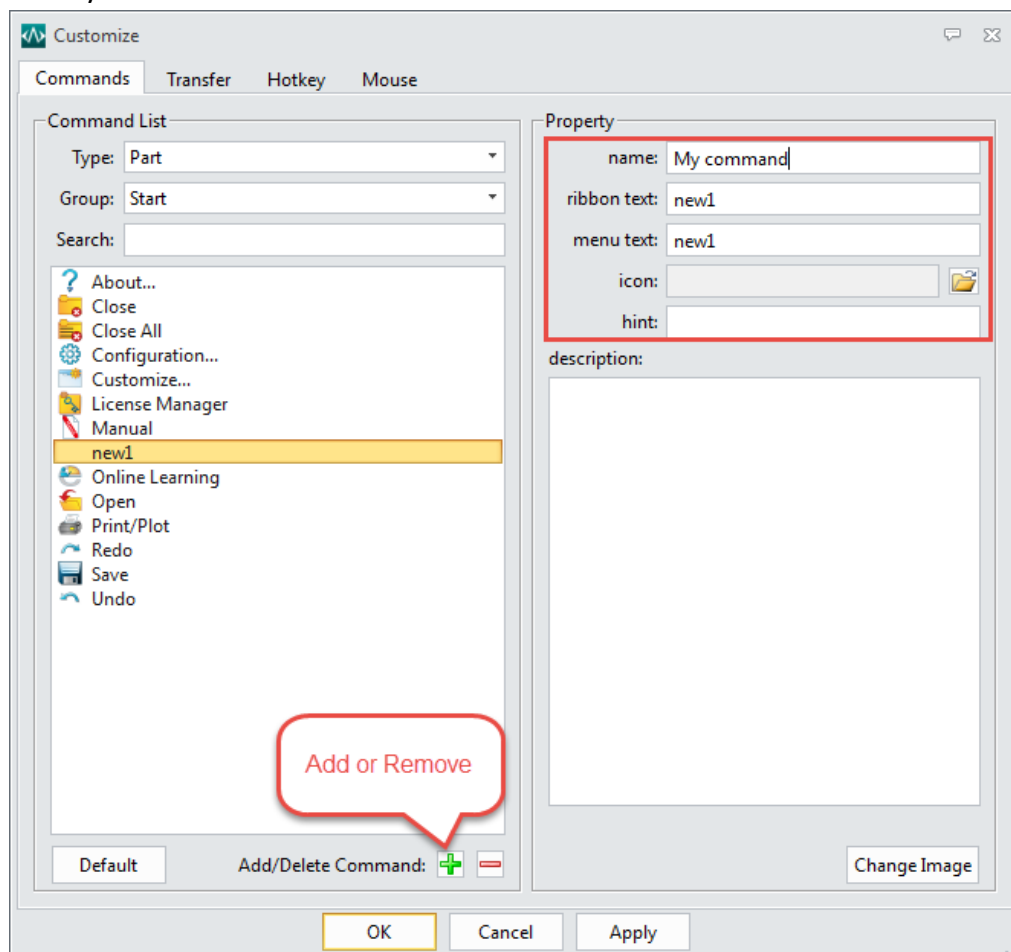 Customize
Commands Transfer Hotkey Mouse
Command List
Type: Part
Group: Start
Search:
About...
Close
Close All
Configuration...
Customize...
License Manager
Manual
new1
Online Learning
Open
Print/Plot
Redo
Save
Undo
Add or Remove
Default Add/Delete Command:
Property
name: My command
ribbon text: new1
menu text: new1
icon:
hint:
description:
Change Image
OK Cancel Apply